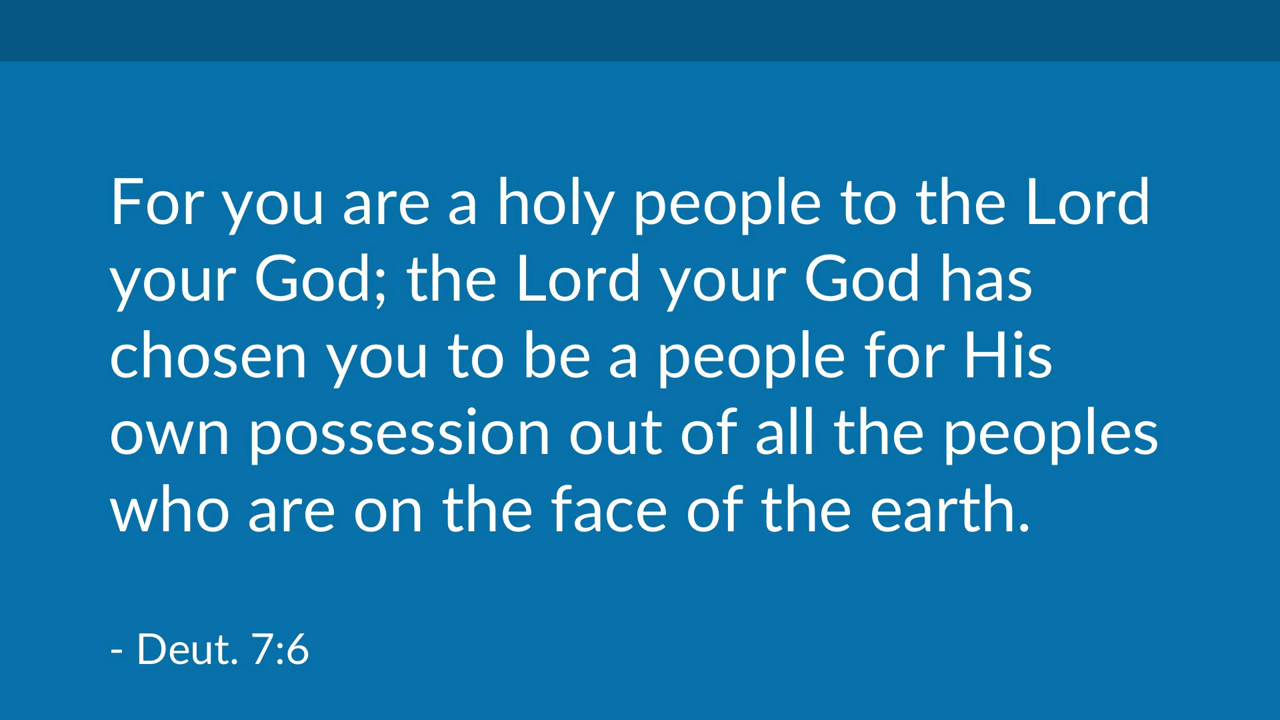 For you are a holy people to the Lord
your God; the Lord your God has
chosen you to be a people for His
own possession out of all the peoples
who are on the face of the earth.
- Deut. 7:6